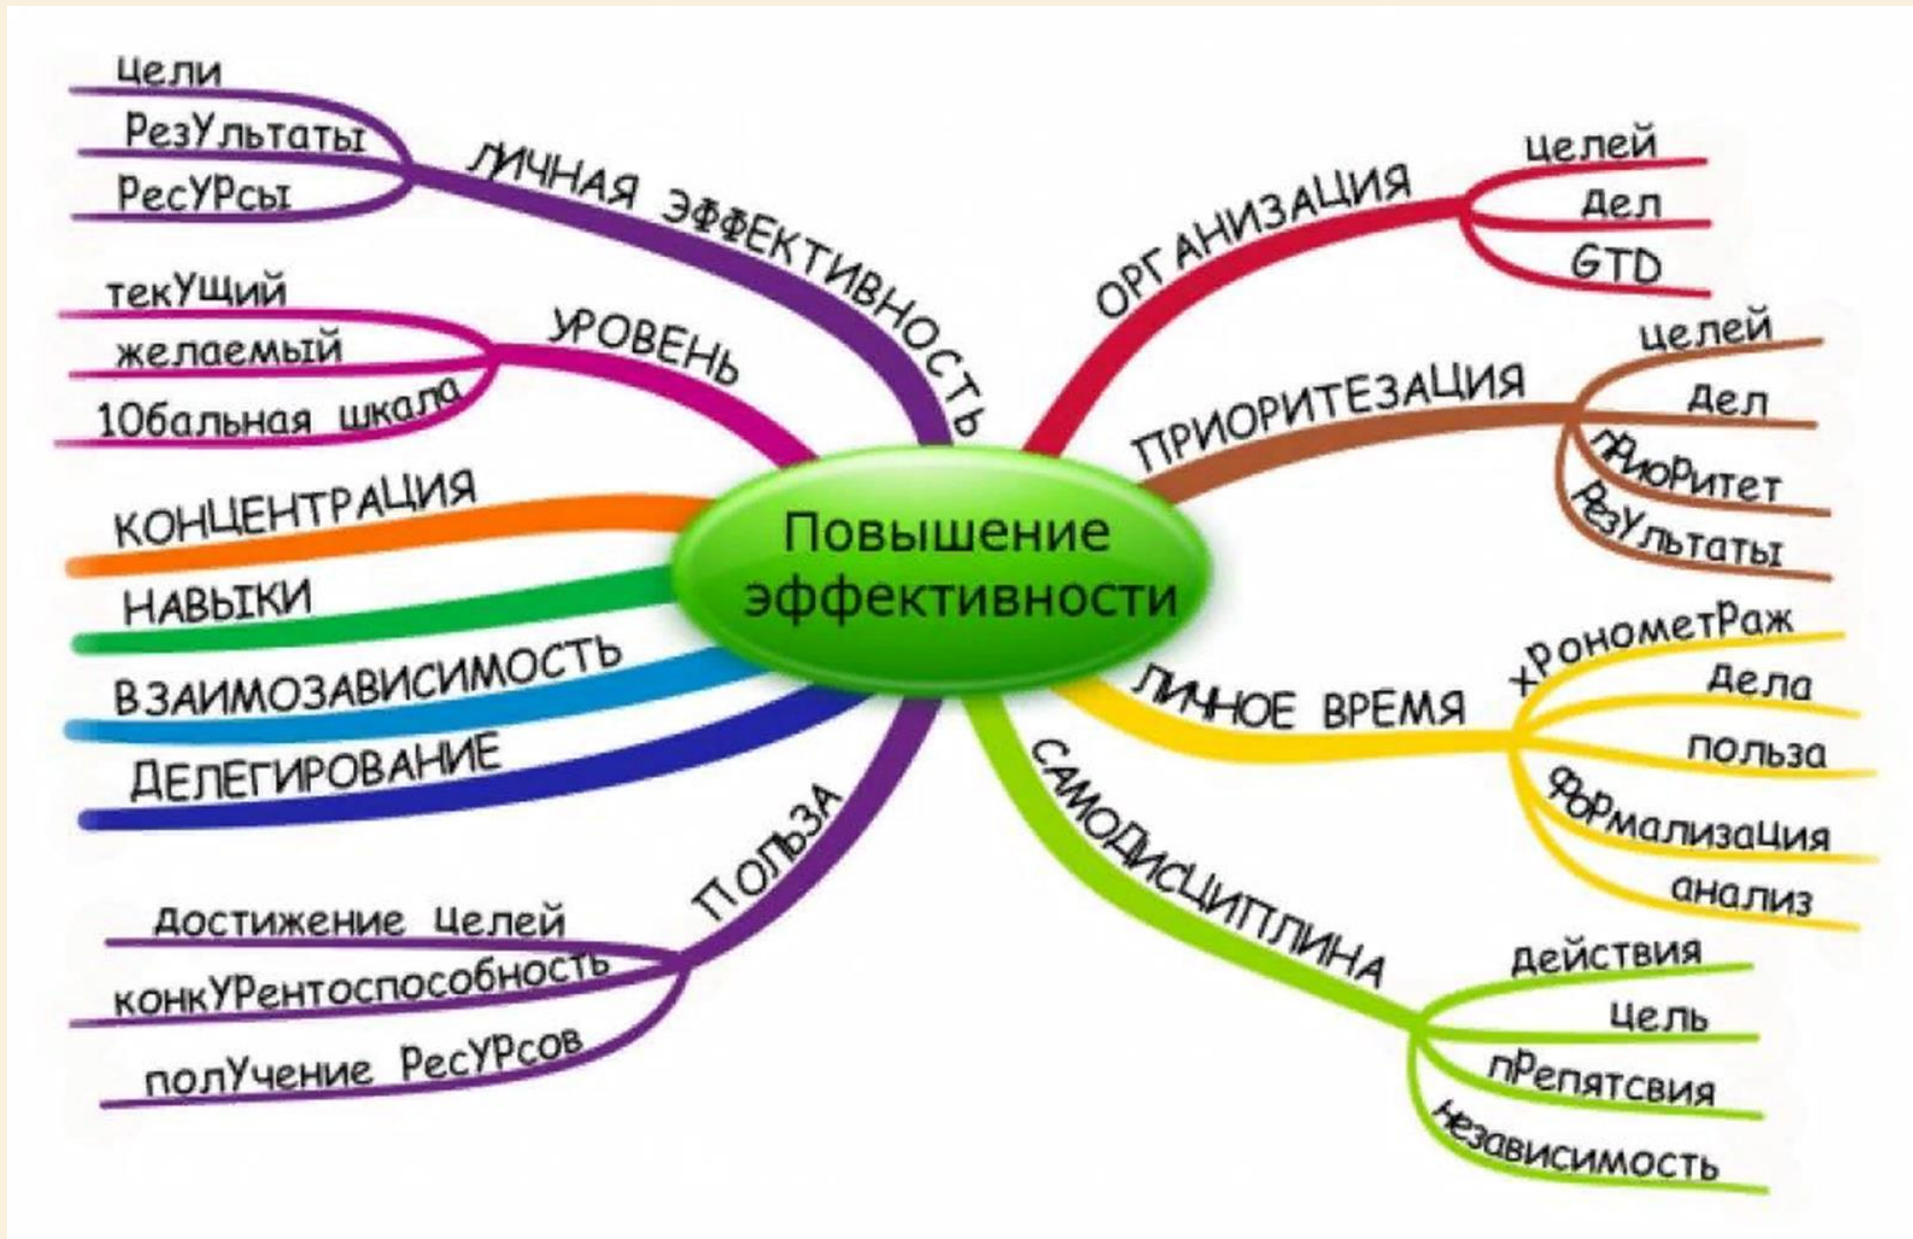 Повышение
эффективности
ЛИЧНАЯ ЭФФЕКТИВНОСТЬ
цели
РезУльтаты
РесУРсы
УРОВЕНЬ
текУщий
желаемый
10бальная шкала
КОНЦЕНТРАЦИЯ
НАВЫКИ
ВЗАИМОЗАВИСИМОСТЬ
ДЕЛЕГИРОВАНИЕ
ПОЛЬЗА
достижение целей
конкУРентоспособность
полУчение РесУРсов
ОРГАНИЗАЦИЯ
целей
дел
GTD
ПРИОРИТЕЗАЦИЯ
целей
дел
пРиоРитет
РезУльтаты
ЛИЧНОЕ ВРЕМЯ
хРонометРаж
дела
польза
фоРмализация
анализ
САМОДИСЦИПЛИНА
действия
цель
пРепятсвия
независимость